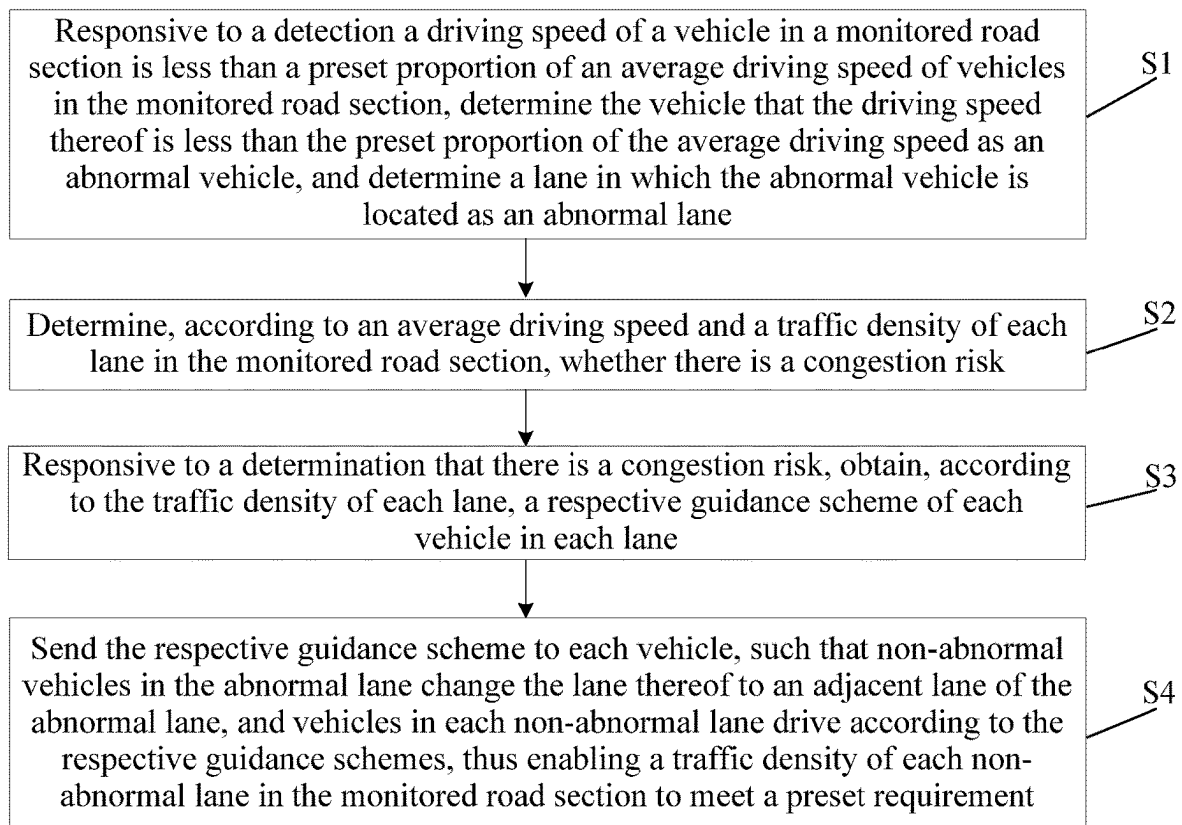 Responsive to a detection a driving speed of a vehicle in a monitored road
section is less than a preset proportion of an average driving speed of vehicles
in the monitored road section, determine the vehicle that the driving speed
thereof is less than the preset proportion of the average driving speed as an
abnormal vehicle, and determine a lane in which the abnormal vehicle is
located as an abnormal lane
S1
Determine, according to an average driving speed and a traffic density of each
lane in the monitored road section, whether there is a congestion risk
S2
Responsive to a determination that there is a congestion risk, obtain, according
to the traffic density of each lane, a respective guidance scheme of each
vehicle in each lane
S3
Send the respective guidance scheme to each vehicle, such that non-abnormal
vehicles in the abnormal lane change the lane thereof to an adjacent lane of the
abnormal lane, and vehicles in each non-abnormal lane drive according to the
respective guidance schemes, thus enabling a traffic density of each non-
abnormal lane in the monitored road section to meet a preset requirement
S4